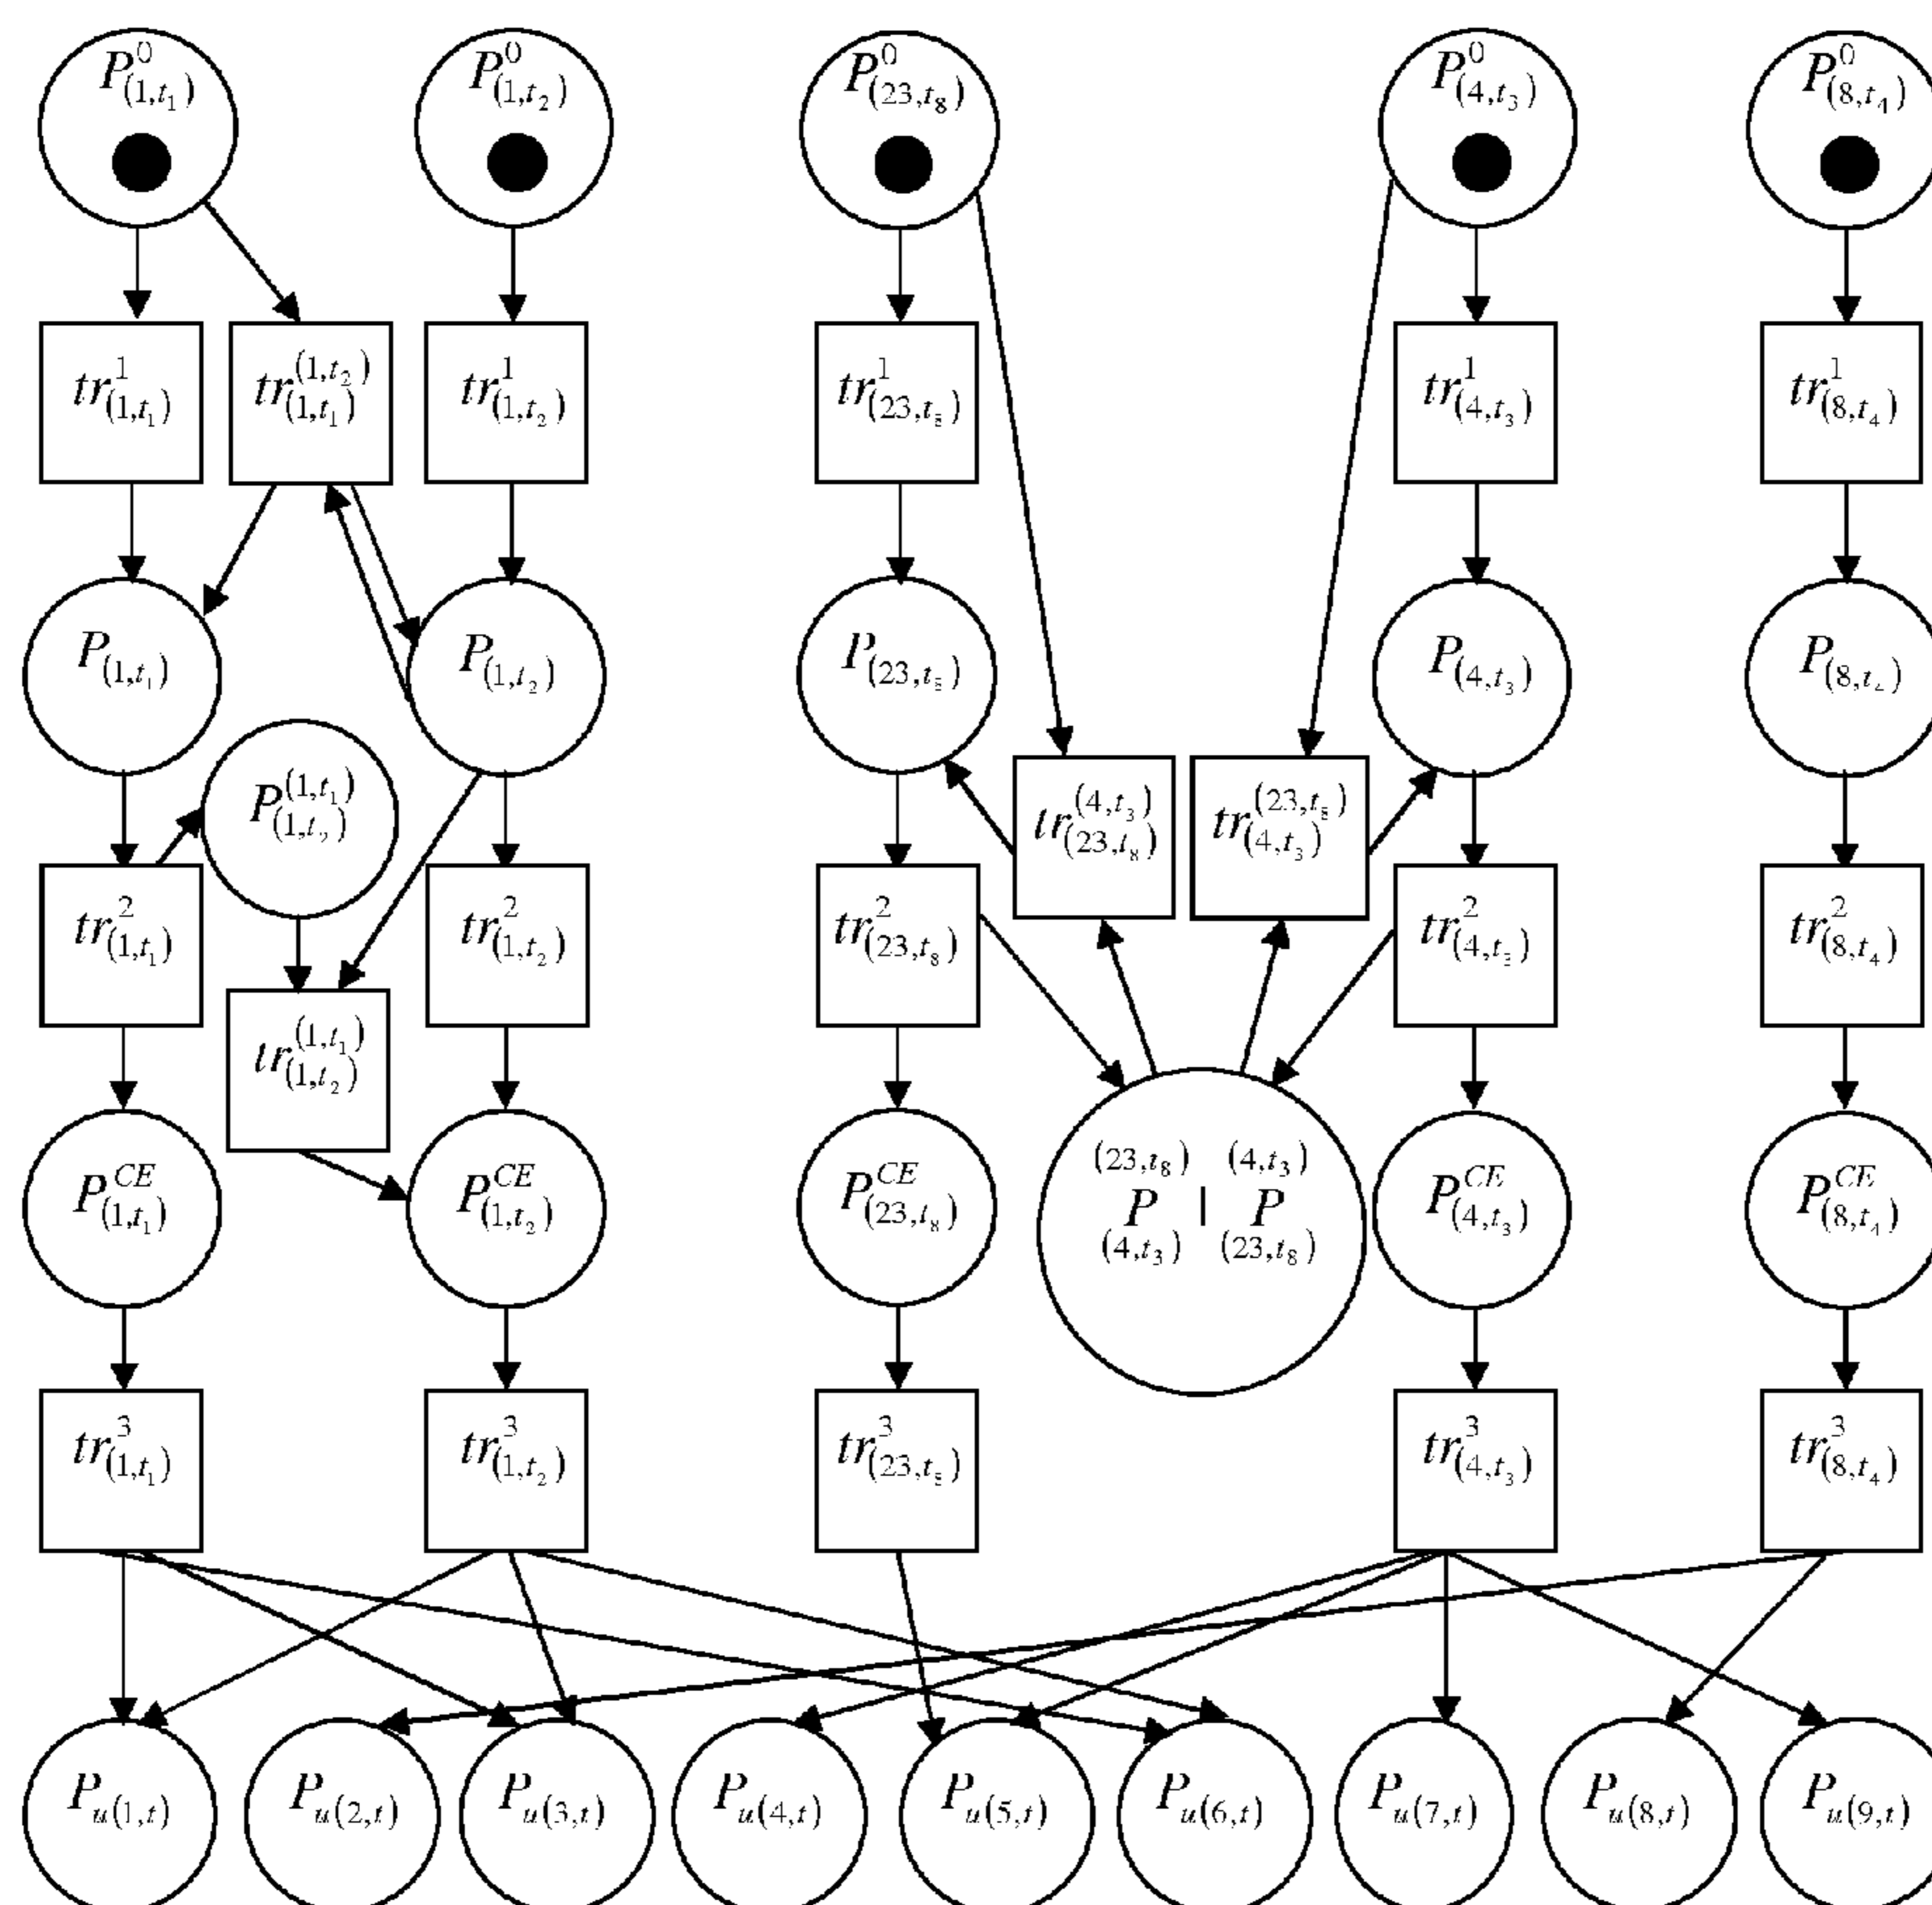 P^0_(1,t_1) P^0_(1,t_2) P^0_(23,t_8) P^0_(4,t_3) P^0_(8,t_4)
tr^1_(1,t_1) tr^(1,t_2)_(1,t_1) tr^1_(1,t_2) tr^1_(23,t_8) tr^1_(4,t_3) tr^1_(8,t_4)
P_(1,t_1) P_(1,t_2) P_(23,t_8) P_(4,t_3) P_(8,t_4)
P^(1,t_1)_(1,t_2) tr^(4,t_3)_(23,t_8) tr^(23,t_8)_(4,t_3)
tr^2_(1,t_1) tr^2_(1,t_2) tr^2_(23,t_8) tr^2_(4,t_3) tr^2_(8,t_4)
tr^(1,t_1)_(1,t_2)
P^CE_(1,t_1) P^CE_(1,t_2) P^CE_(23,t_8) P^(23,t_8)_(4,t_3) | P^(4,t_3)_(23,t_8) P^CE_(4,t_3) P^CE_(8,t_4)
tr^3_(1,t_1) tr^3_(1,t_2) tr^3_(23,t_8) tr^3_(4,t_3) tr^3_(8,t_4)
P_u(1,t) P_u(2,t) P_u(3,t) P_u(4,t) P_u(5,t) P_u(6,t) P_u(7,t) P_u(8,t) P_u(9,t)